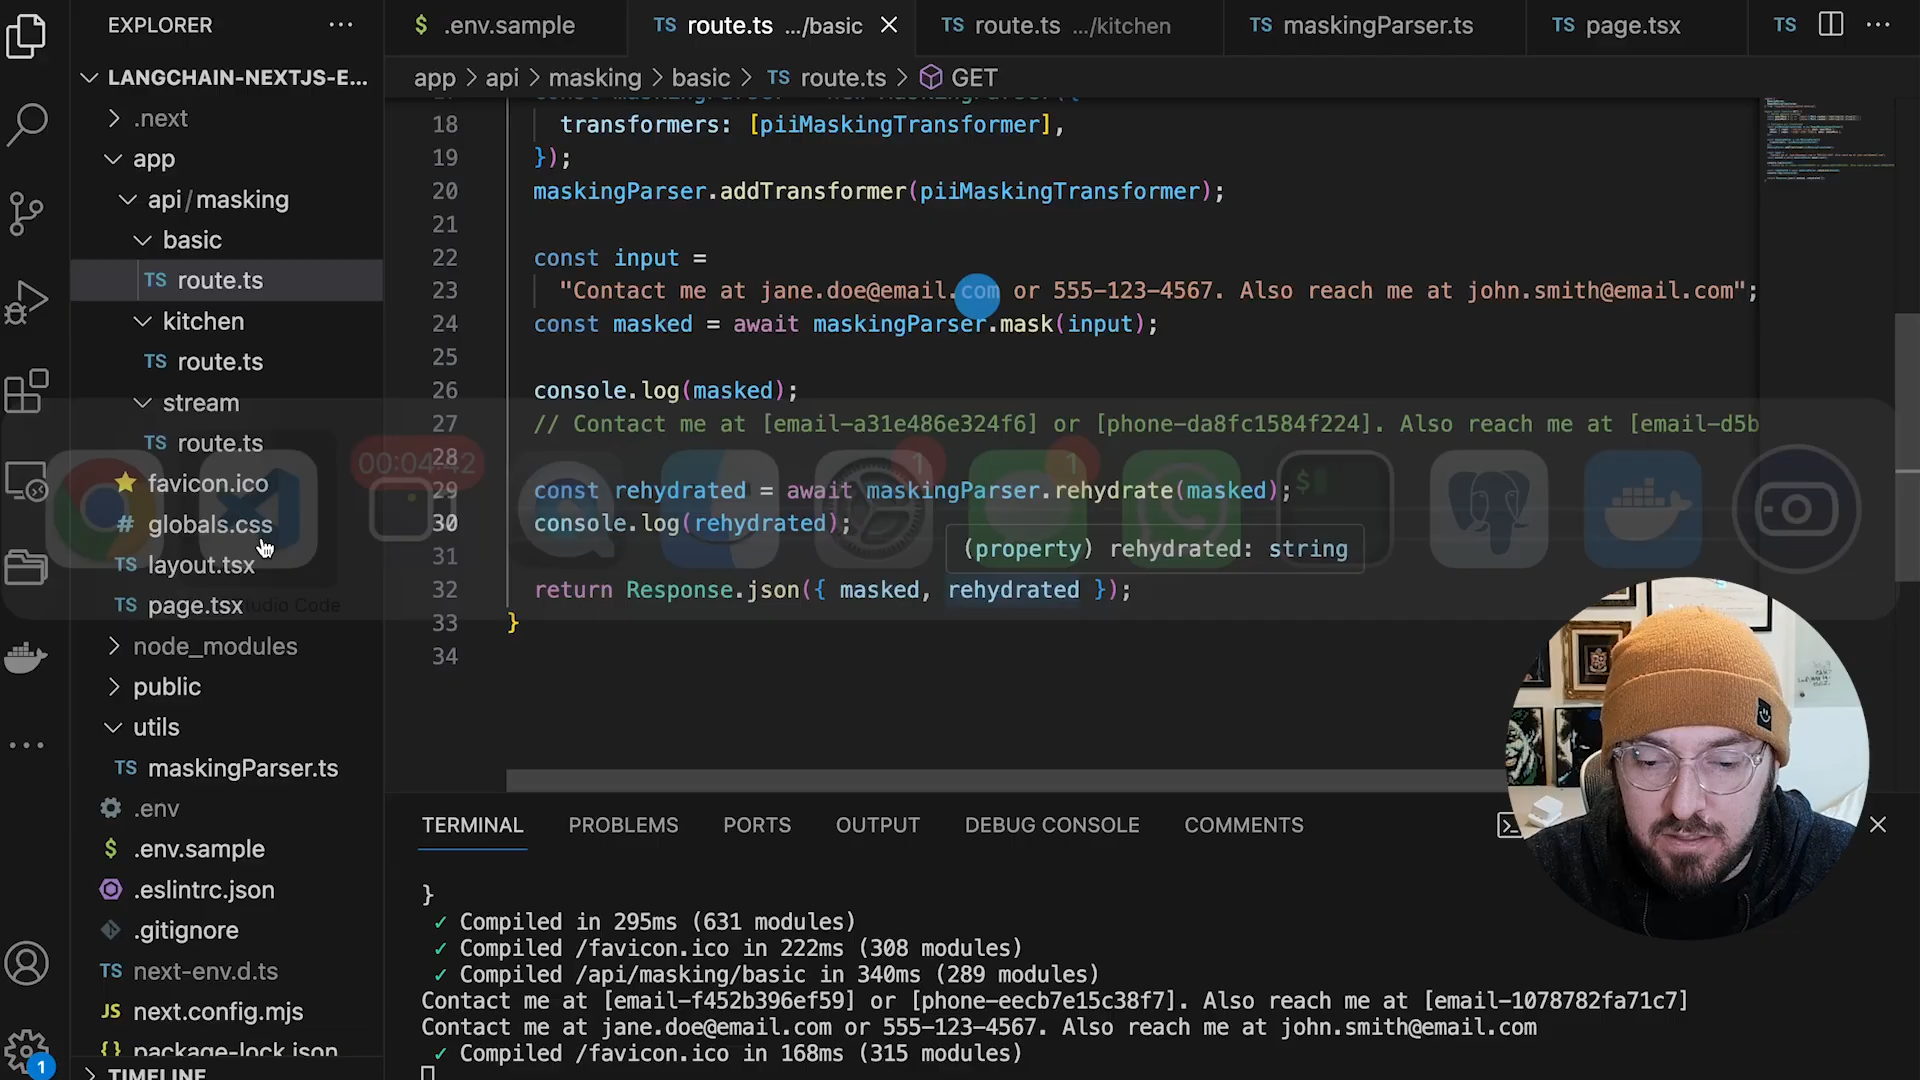 EXPLORER
LANGCHAIN-NEXTJS-E...
.next
app
api/masking
basic
TS route.ts
kitchen
TS route.ts
stream
TS route.ts
favicon.ico
# globals.css
TS layout.tsx
TS page.tsx
node_modules
public
utils
TS maskingParser.ts
.env
$ .env.sample
.eslintrc.json
.gitignore
TS next-env.d.ts
JS next.config.mjs
{} package-lock.json
TIMELINE
1
$ .env.sample
TS route.ts .../basic
TS route.ts .../kitchen
TS maskingParser.ts
TS page.tsx
TS
app > api > masking > basic > TS route.ts > GET
18 transformers: [piiMaskingTransformer],
19 });
20 maskingParser.addTransformer(piiMaskingTransformer);
21
22 const input =
23 "Contact me at jane.doe@email.com or 555-123-4567. Also reach me at john.smith@email.com";
24 const masked = await maskingParser.mask(input);
25
26 console.log(masked);
27 // Contact me at [email-a31e486e324f6] or [phone-da8fc1584f224]. Also reach me at [email-d5b
28
29 const rehydrated = await maskingParser.rehydrate(masked);
30 console.log(rehydrated);
31
32 return Response.json({ masked, rehydrated });
33 }
34
(property) rehydrated: string
00:04:42
1
1
$
TERMINAL
PROBLEMS
PORTS
OUTPUT
DEBUG CONSOLE
COMMENTS
}
✓ Compiled in 295ms (631 modules)
✓ Compiled /favicon.ico in 222ms (308 modules)
✓ Compiled /api/masking/basic in 340ms (289 modules)
Contact me at [email-f452b396ef59] or [phone-eecb7e15c38f7]. Also reach me at [email-1078782fa71c7]
Contact me at jane.doe@email.com or 555-123-4567. Also reach me at john.smith@email.com
✓ Compiled /favicon.ico in 168ms (315 modules)